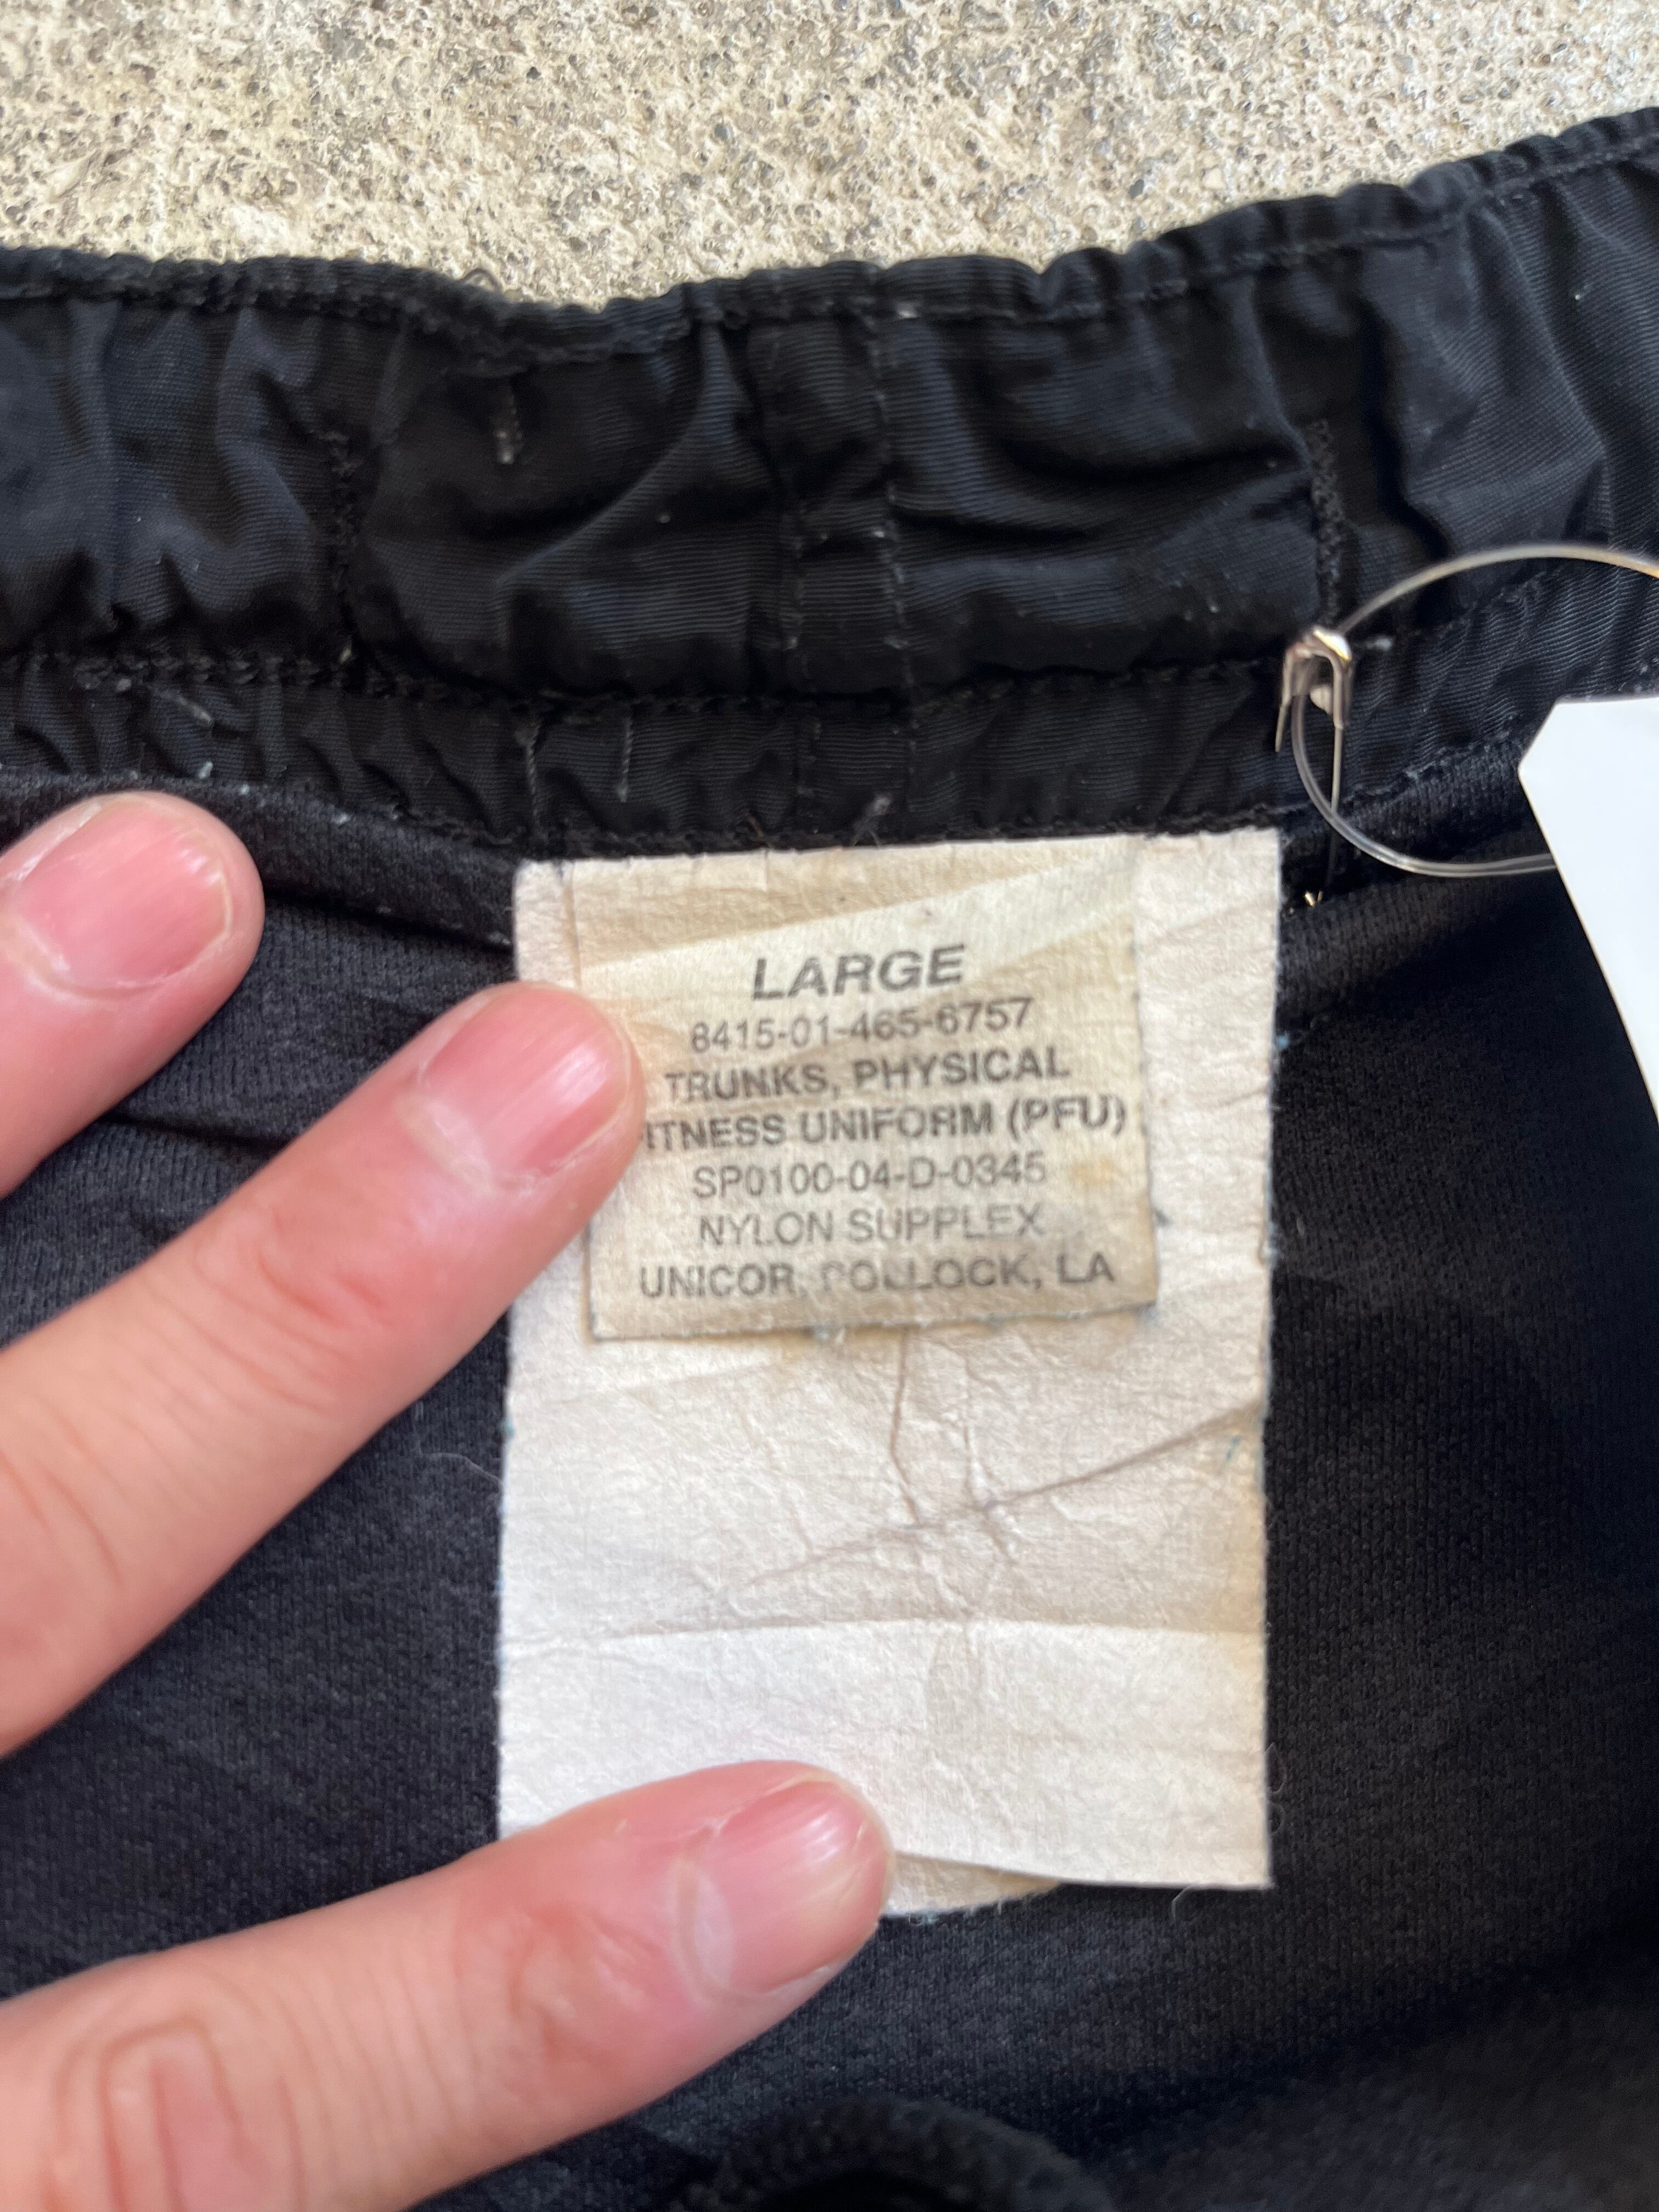 LARGE
8415-01-465-6757
TRUNKS, PHYSICAL
ITNESS UNIFORM (PFU)
SP0100-04-D-0345
NYLON SUPPLEX
UNICOR, POLLOCK, LA